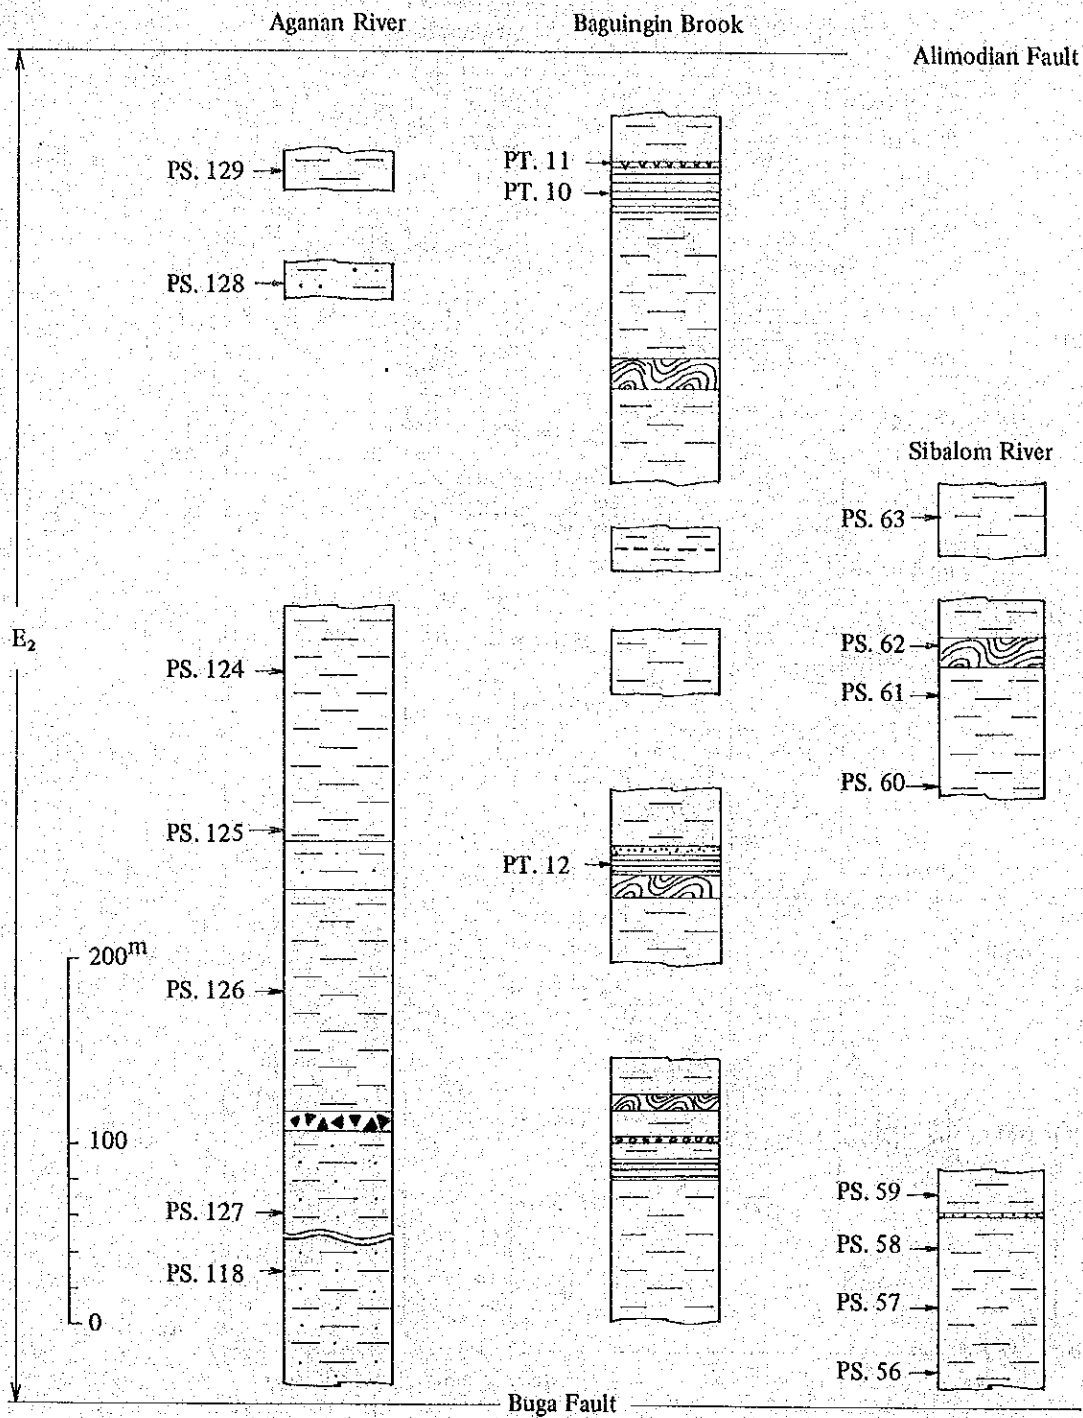 Aganan River
Baguingin Brook
Alimodian Fault
PS. 129
PT. 11
PT. 10
PS. 128
Sibalom River
PS. 63
E₂
PS. 124
PS. 62
PS. 61
PS. 60
PS. 125
PT. 12
200m
PS. 126
100
PS. 127
PS. 59
PS. 58
PS. 118
PS. 57
0
PS. 56
Buga Fault